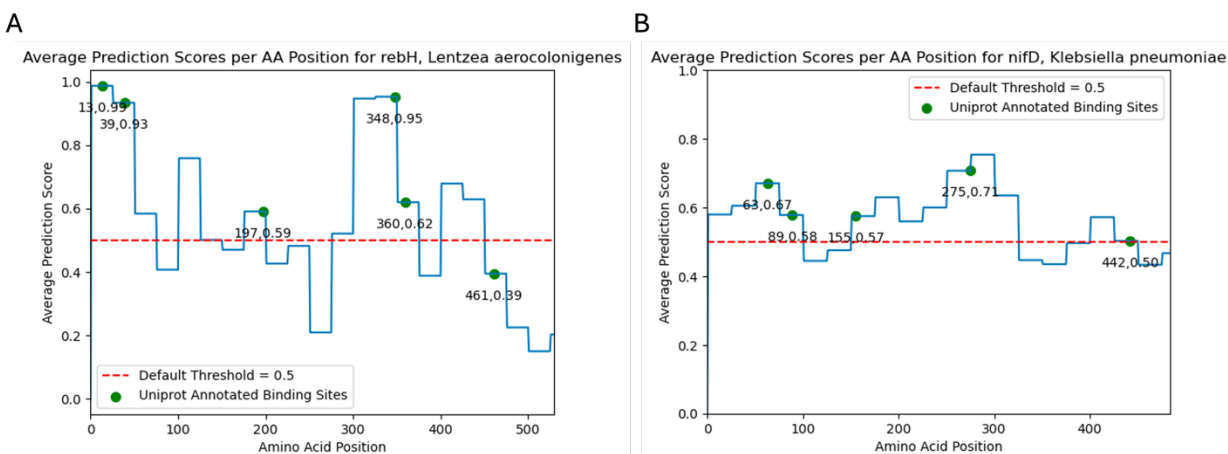 A
Average Prediction Scores per AA Position for rebH, Lentzea aerocolonigenes
1.0
0.8
0.6
0.4
0.2
0.0
Average Prediction Score
13,0.99
39,0.93
197,0.59
348,0.95
360,0.62
461,0.39
Default Threshold = 0.5
Uniprot Annotated Binding Sites
0 100 200 300 400 500
Amino Acid Position
B
Average Prediction Scores per AA Position for nifD, Klebsiella pneumoniae
1.0
0.8
0.6
0.4
0.2
0.0
Average Prediction Score
Default Threshold = 0.5
Uniprot Annotated Binding Sites
63,0.67
89,0.58
155,0.57
275,0.71
442,0.50
0 100 200 300 400
Amino Acid Position